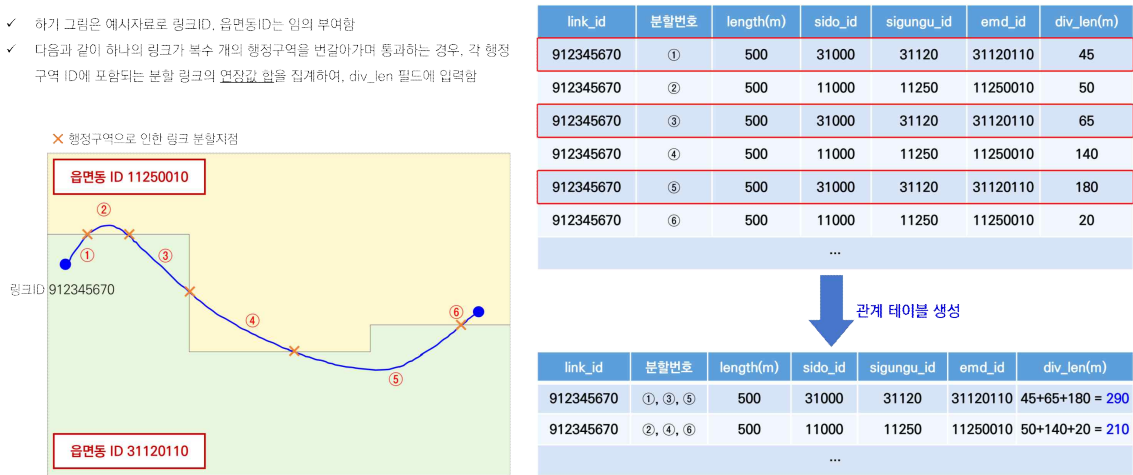 ✓ 하기 그림은 예시자료로 링크ID, 읍면동ID는 임의 부여함
✓ 다음과 같이 하나의 링크가 복수 개의 행정구역을 번갈아가며 통과하는 경우, 각 행정
구역 ID에 포함되는 분할 링크의 연장값 합을 집계하여, div_len 필드에 입력함
✕ 행정구역으로 인한 링크 분할지점
읍면동 ID 11250010
②
①
③
링크ID 912345670
④
⑥
⑤
읍면동 ID 31120110
link_id 분할번호 length(m) sido_id sigungu_id emd_id div_len(m)
912345670 ① 500 31000 31120 31120110 45
912345670 ② 500 11000 11250 11250010 50
912345670 ③ 500 31000 31120 31120110 65
912345670 ④ 500 11000 11250 11250010 140
912345670 ⑤ 500 31000 31120 31120110 180
912345670 ⑥ 500 11000 11250 11250010 20
...
관계 테이블 생성
link_id 분할번호 length(m) sido_id sigungu_id emd_id div_len(m)
912345670 ①, ③, ⑤ 500 31000 31120 31120110 45+65+180 = 290
912345670 ②, ④, ⑥ 500 11000 11250 11250010 50+140+20 = 210
...